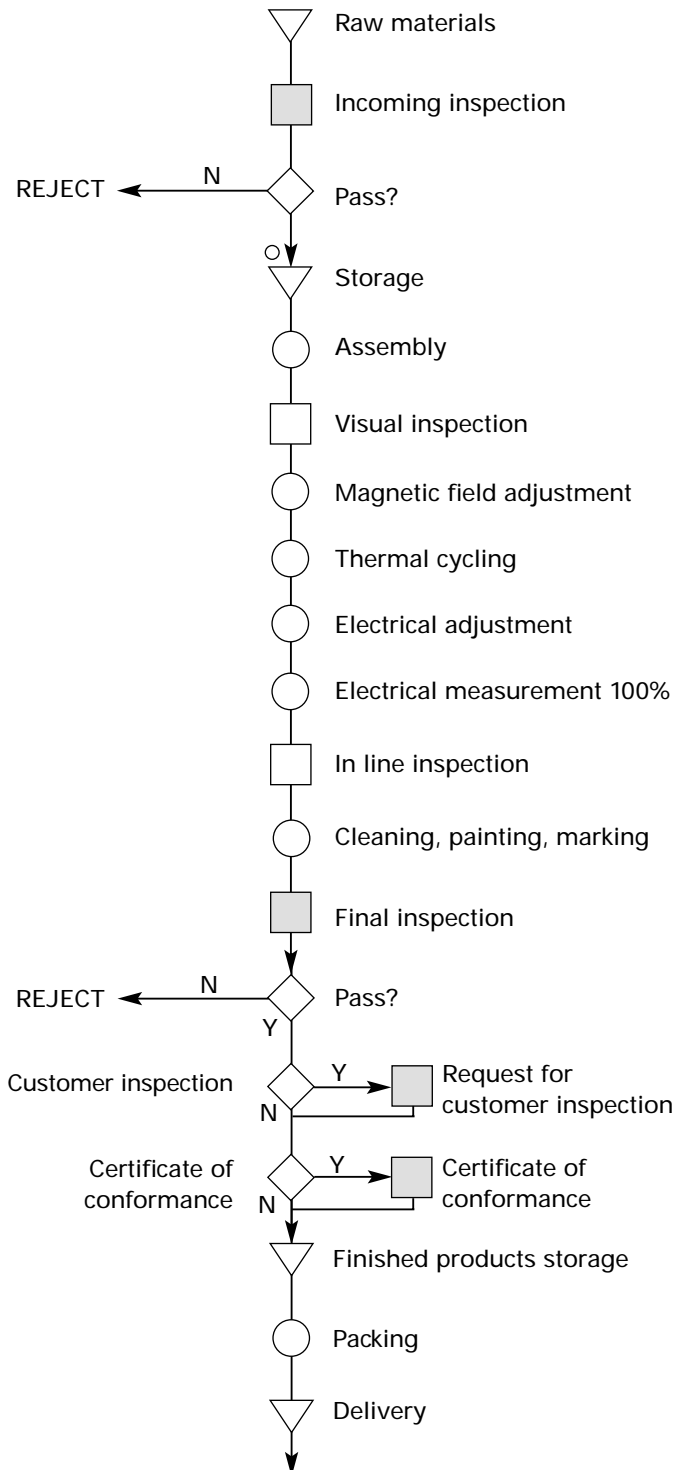 Raw materials
Incoming inspection
N
REJECT
Pass?
Storage
Assembly
Visual inspection
Magnetic field adjustment
Thermal cycling
Electrical adjustment
Electrical measurement 100%
In line inspection
Cleaning, painting, marking
Final inspection
N
REJECT
Pass?
Y
Customer inspection
Y
Request for
customer inspection
N
Certificate of
conformance
Y
Certificate of
conformance
N
Finished products storage
Packing
Delivery